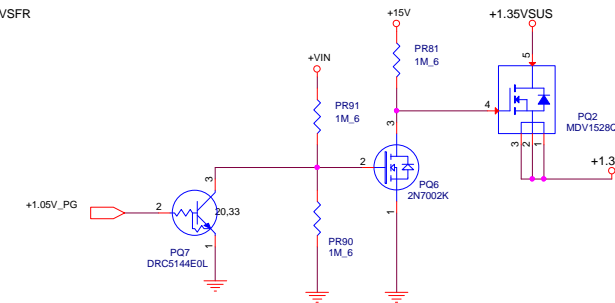 VSFR
+15V
+1.35VSUS
+VIN
PR81
1M_6
5
PR91
1M_6
4
PQ2
MDV1528Q
3
2
3
2
1
+1.3
3
PQ6
2N7002K
+1.05V_PG
2
20,33
1
PR90
1M_6
1
PQ7
DRC5144E0L